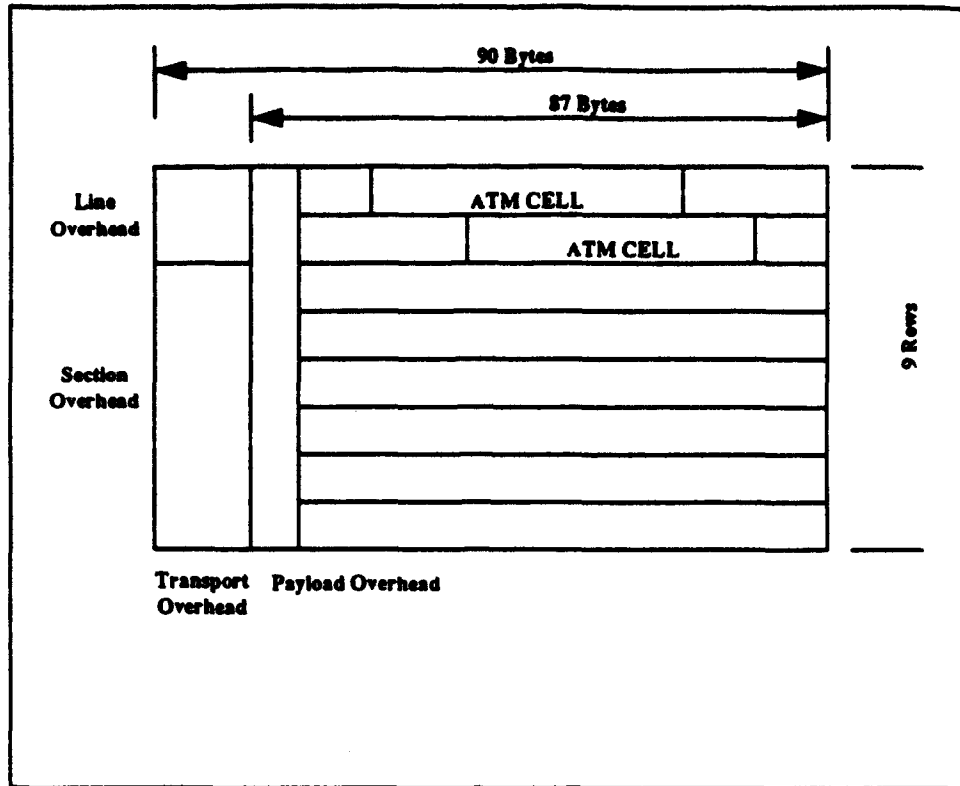 90 Bytes
87 Bytes
Line
Overhead
ATM CELL
ATM CELL
Section
Overhead
9 Rows
Transport
Overhead
Payload Overhead